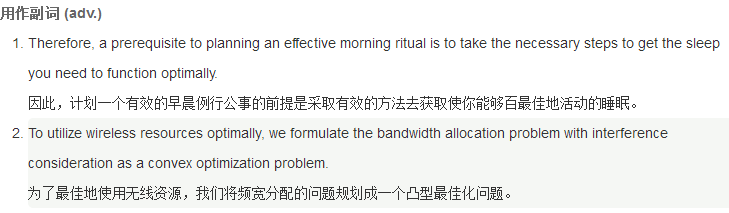 用作副词 (adv.)
1. Therefore, a prerequisite to planning an effective morning ritual is to take the necessary steps to get the sleep
you need to function optimally.
因此，计划一个有效的早晨例行公事的前提是采取有效的方法去获取使你能够百最佳地活动的睡眠。
2. To utilize wireless resources optimally, we formulate the bandwidth allocation problem with interference
consideration as a convex optimization problem.
为了最佳地使用无线资源，我们将频宽分配的问题规划成一个凸型最佳化问题。